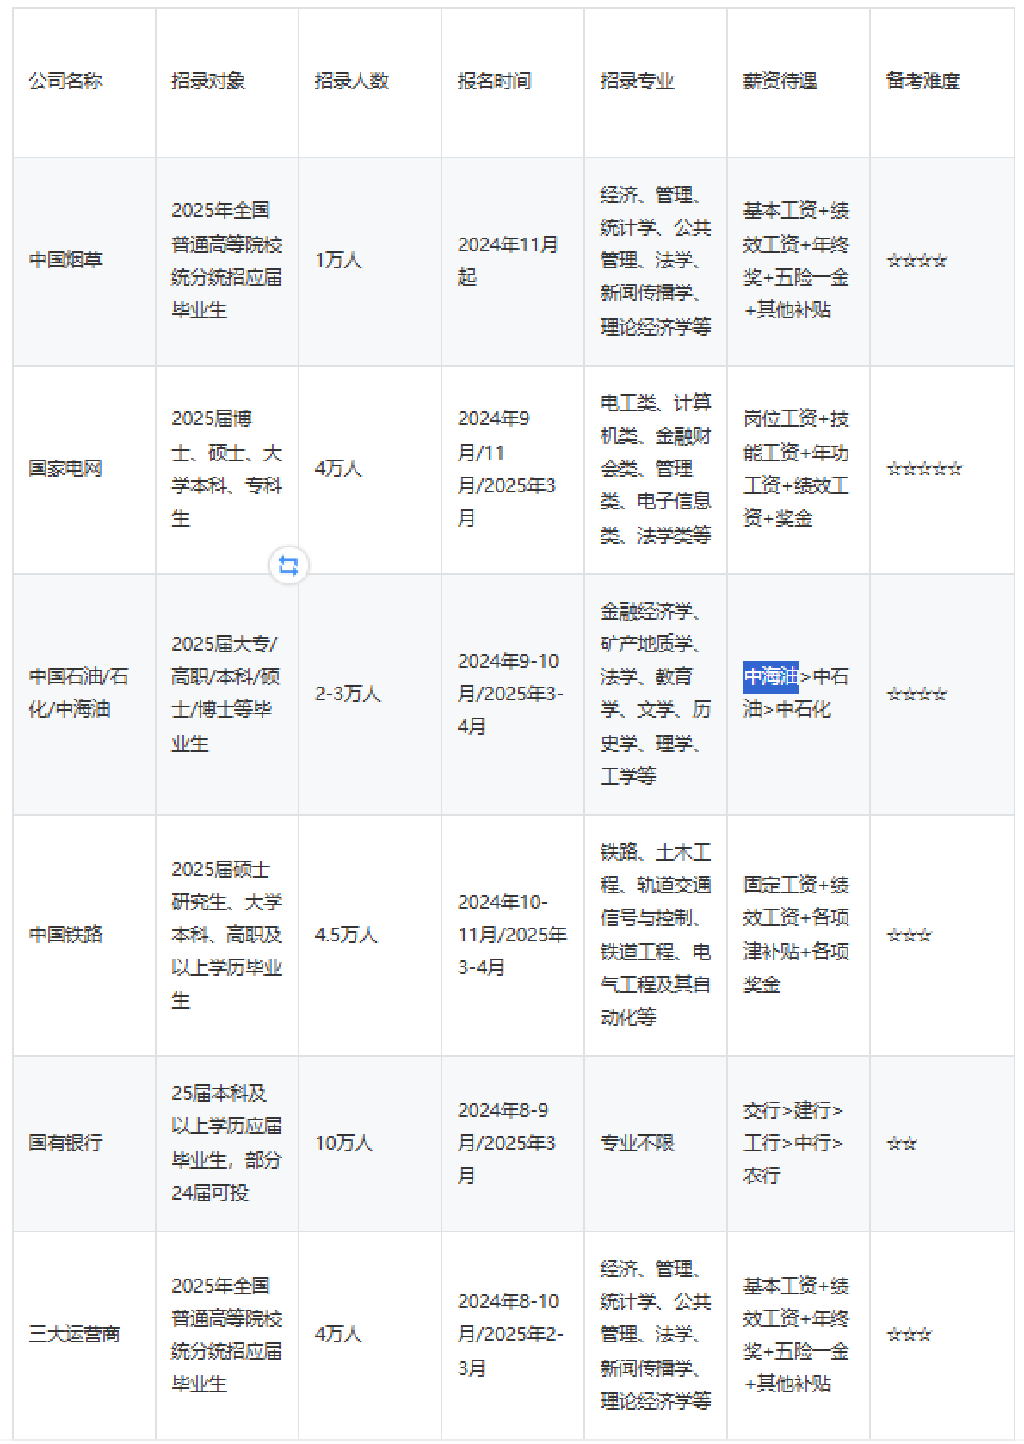 公司名称
招录对象
招录人数
报名时间
招录专业
薪资待遇
备考难度
中国烟草
2025年全国
普通高等院校
统分统招应届
毕业生
1万人
2024年11月
起
经济、管理、
统计学、公共
管理、法学、
新闻传播学、
理论经济学等
基本工资+绩
效工资+年终
奖+五险一金
+其他补贴
☆☆☆☆
国家电网
2025届博
士、硕士、大
学本科、专科
生
4万人
2024年9
月/11
月/2025年3
月
电工类、计算
机类、金融财
会类、管理
类、电子信息
类、法学类等
岗位工资+技
能工资+年功
工资+绩效工
资+奖金
☆☆☆☆☆
中国石油/石
化/中海油
2025届大专/
高职/本科/硕
士/博士等毕
业生
2-3万人
2024年9-10
月/2025年3-
4月
金融经济学、
矿产地质学、
法学、教育
学、文学、历
史学、理学、
工学等
中海油>中石
油>中石化
☆☆☆☆
中国铁路
2025届硕士
研究生、大学
本科、高职及
以上学历毕业
生
4.5万人
2024年10-
11月/2025年
3-4月
铁路、土木工
程、轨道交通
信号与控制、
铁道工程、电
气工程及其自
动化等
固定工资+绩
效工资+各项
津补贴+各项
奖金
☆☆☆
国有银行
25届本科及
以上学历应届
毕业生，部分
24届可投
10万人
2024年8-9
月/2025年3
月
专业不限
交行>建行>
工行>中行>
农行
☆☆
三大运营商
2025年全国
普通高等院校
统分统招应届
毕业生
4万人
2024年8-10
月/2025年2-
3月
经济、管理、
统计学、公共
管理、法学、
新闻传播学、
理论经济学等
基本工资+绩
效工资+年终
奖+五险一金
+其他补贴
☆☆☆